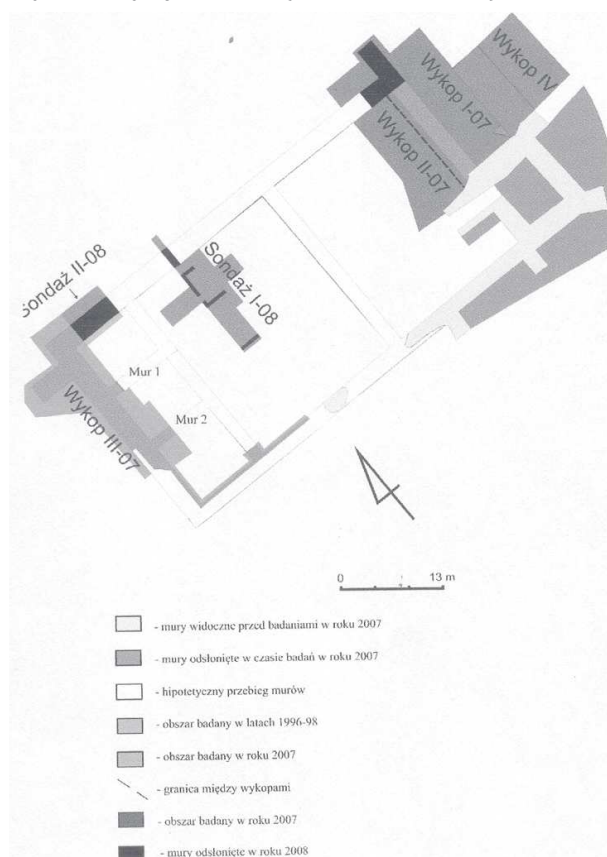 Wykop IV
Wykop I-07
Wykop II-07
Sondaż I-08
Sondaż II-08
Mur 1
Mur 2
Wykop III-07
0 13 m
- mury widoczne przed badaniami w roku 2007
- mury odsłonięte w czasie badań w roku 2007
- hipotetyczny przebieg murów
- obszar badany w latach 1996-98
- obszar badany w roku 2007
- granica między wykopami
- obszar badany w roku 2007
- mury odsłonięte w roku 2008